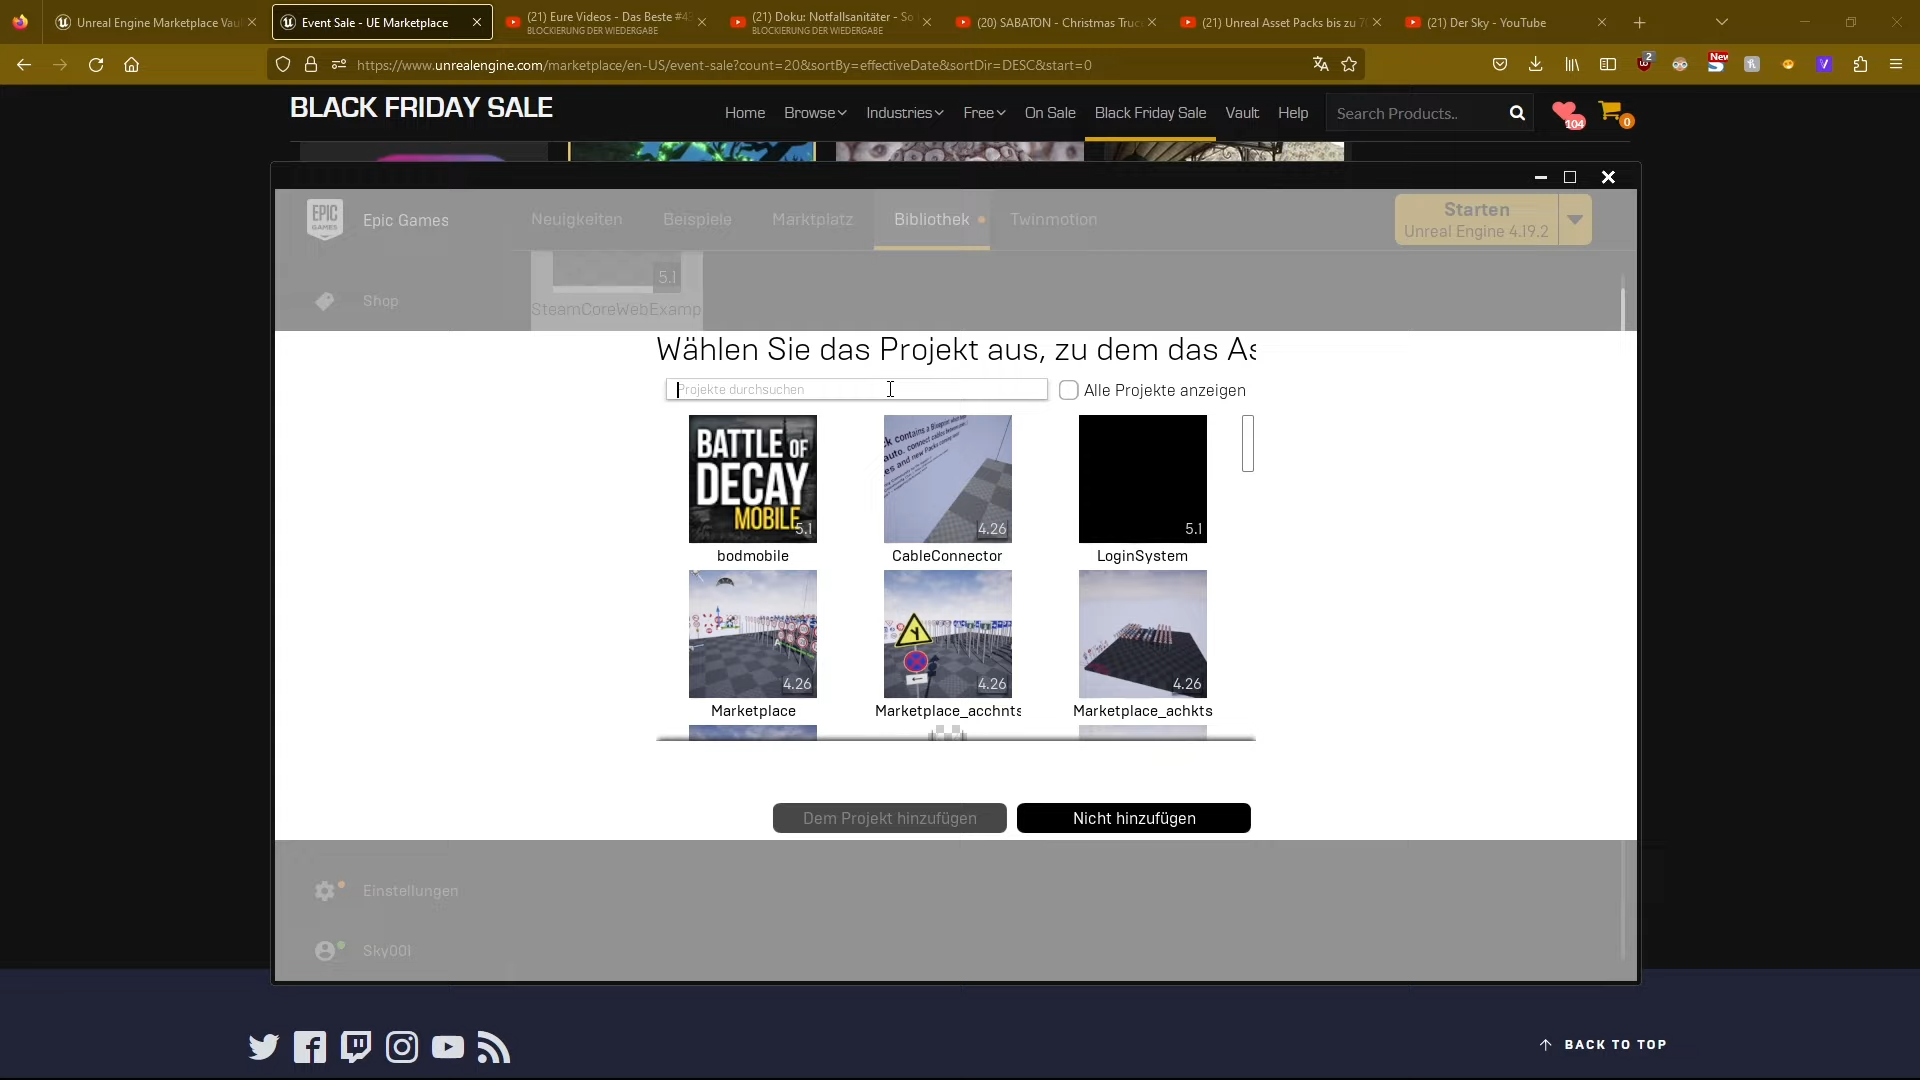 Unreal Engine Marketplace Vau
Event Sale - UE Marketplace
(21) Eure Videos - Das Beste #43
BLOCKIERUNG DER WIEDERGABE
(21) Doku: Notfallsanitäter - So
BLOCKIERUNG DER WIEDERGABE
(20) SABATON - Christmas Truc
(21) Unreal Asset Packs bis zu 7
(21) Der Sky - YouTube
https://www.unrealengine.com/marketplace/en-US/event-sale?count=20&sortBy=effectiveDate&sortDir=DESC&start=0
2
New
BLACK FRIDAY SALE
Home
Browse
Industries
Free
On Sale
Black Friday Sale
Vault
Help
Search Products..
104
0
EPIC
GAMES
Epic Games
Neuigkeiten
Beispiele
Marktplatz
Bibliothek
Twinmotion
Starten
Unreal Engine 4.19.2
Shop
5.1
SteamCoreWebExamp
Wählen Sie das Projekt aus, zu dem das As
Projekte durchsuchen
Alle Projekte anzeigen
BATTLE OF
DECAY
MOBILE
5.1
4.26
5.1
bodmobile
CableConnector
LoginSystem
4.26
4.26
4.26
Marketplace
Marketplace_acchnts
Marketplace_achkts
Dem Projekt hinzufügen
Nicht hinzufügen
Einstellungen
Sky001
BACK TO TOP